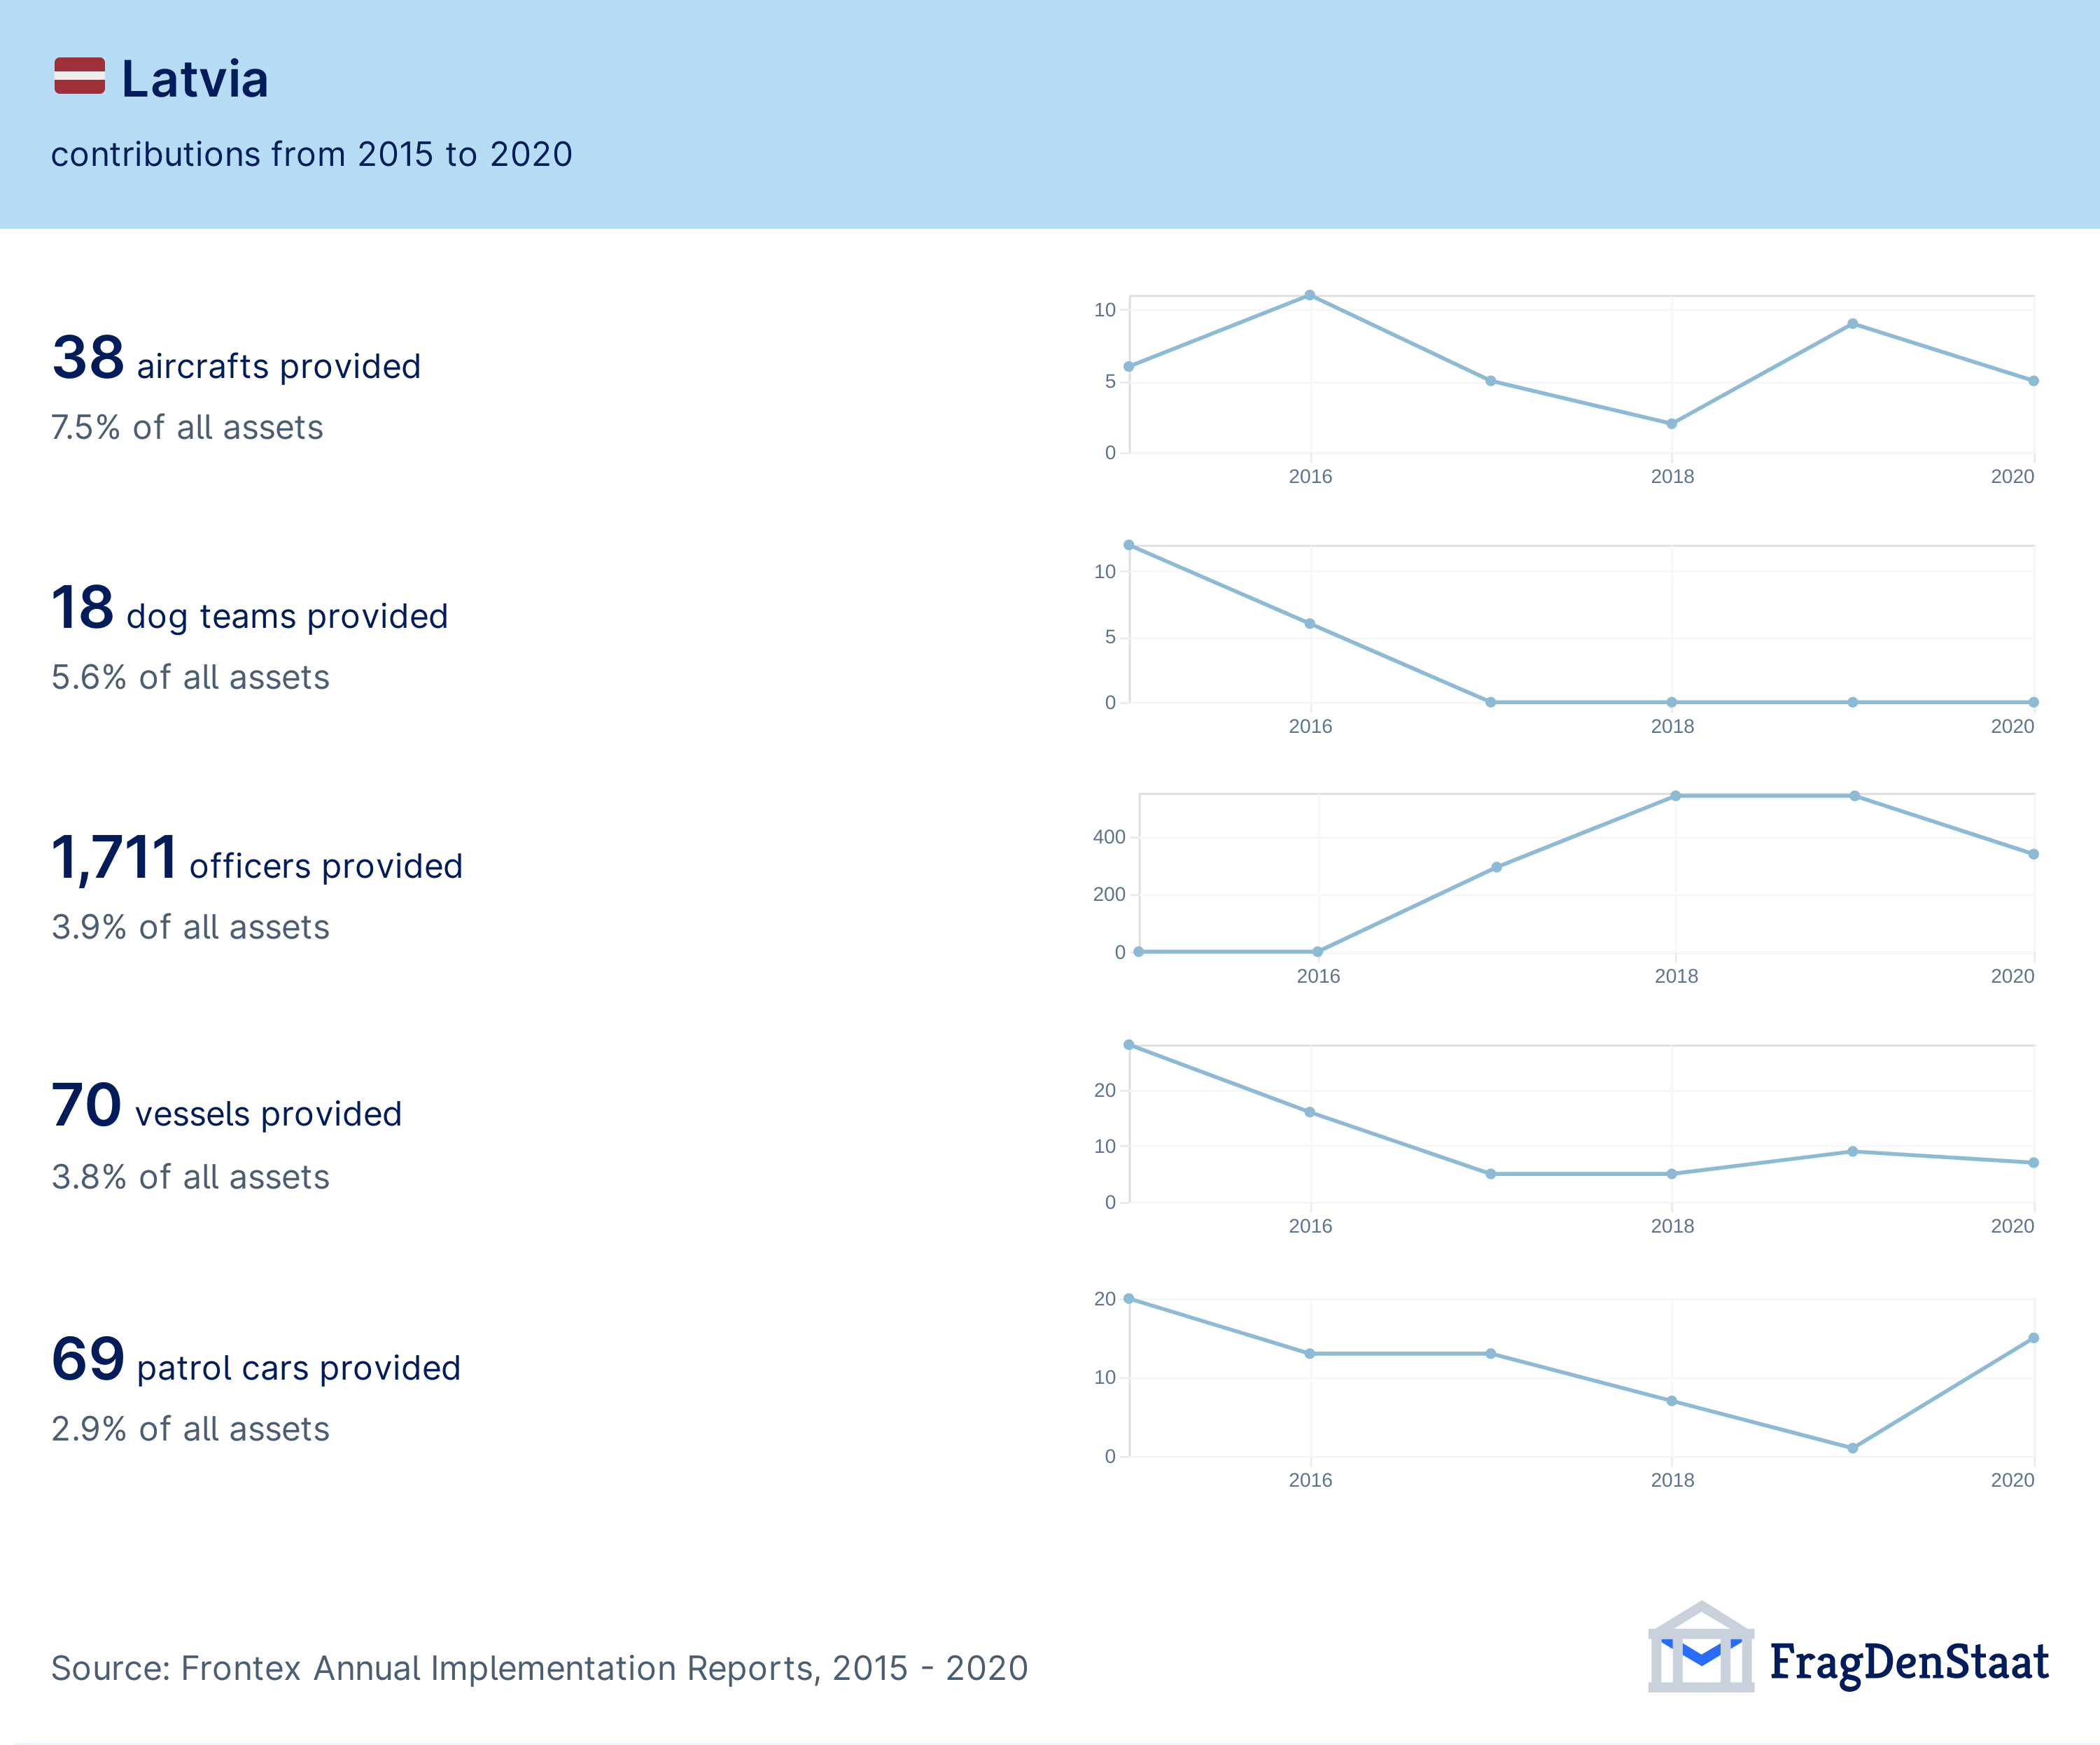 Latvia
contributions from 2015 to 2020
38 aircrafts provided
7.5% of all assets
10
5
0
2016 2018 2020
18 dog teams provided
5.6% of all assets
10
5
0
2016 2018 2020
1,711 officers provided
3.9% of all assets
400
200
0
2016 2018 2020
70 vessels provided
3.8% of all assets
20
10
0
2016 2018 2020
69 patrol cars provided
2.9% of all assets
20
10
0
2016 2018 2020
Source: Frontex Annual Implementation Reports, 2015 - 2020
FragDenStaat